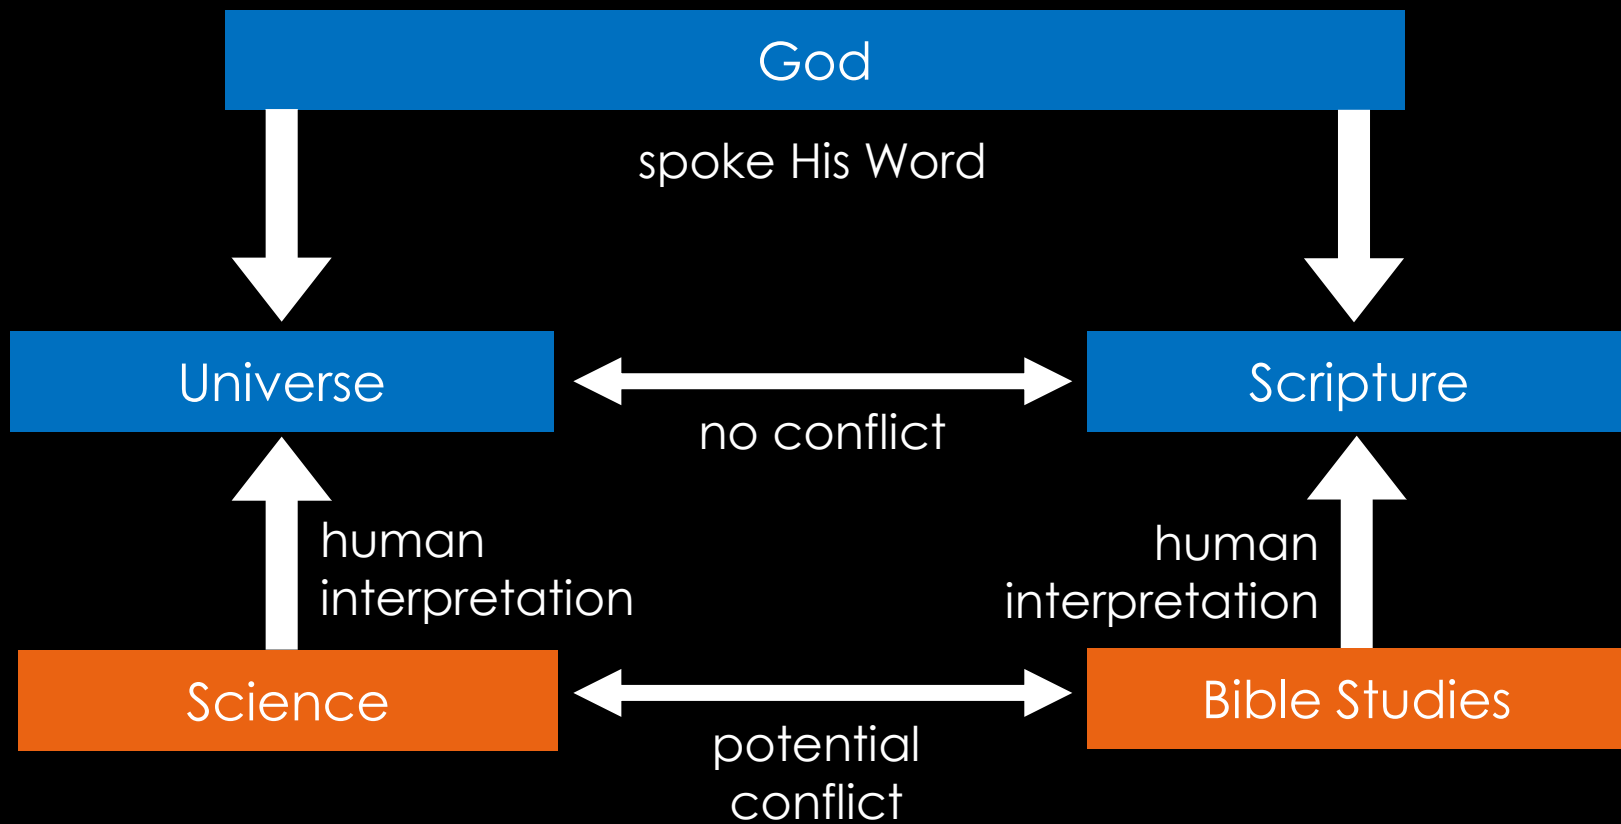 God
spoke His Word
Universe
Scripture
no conflict
human
interpretation
human
interpretation
Science
Bible Studies
potential
conflict